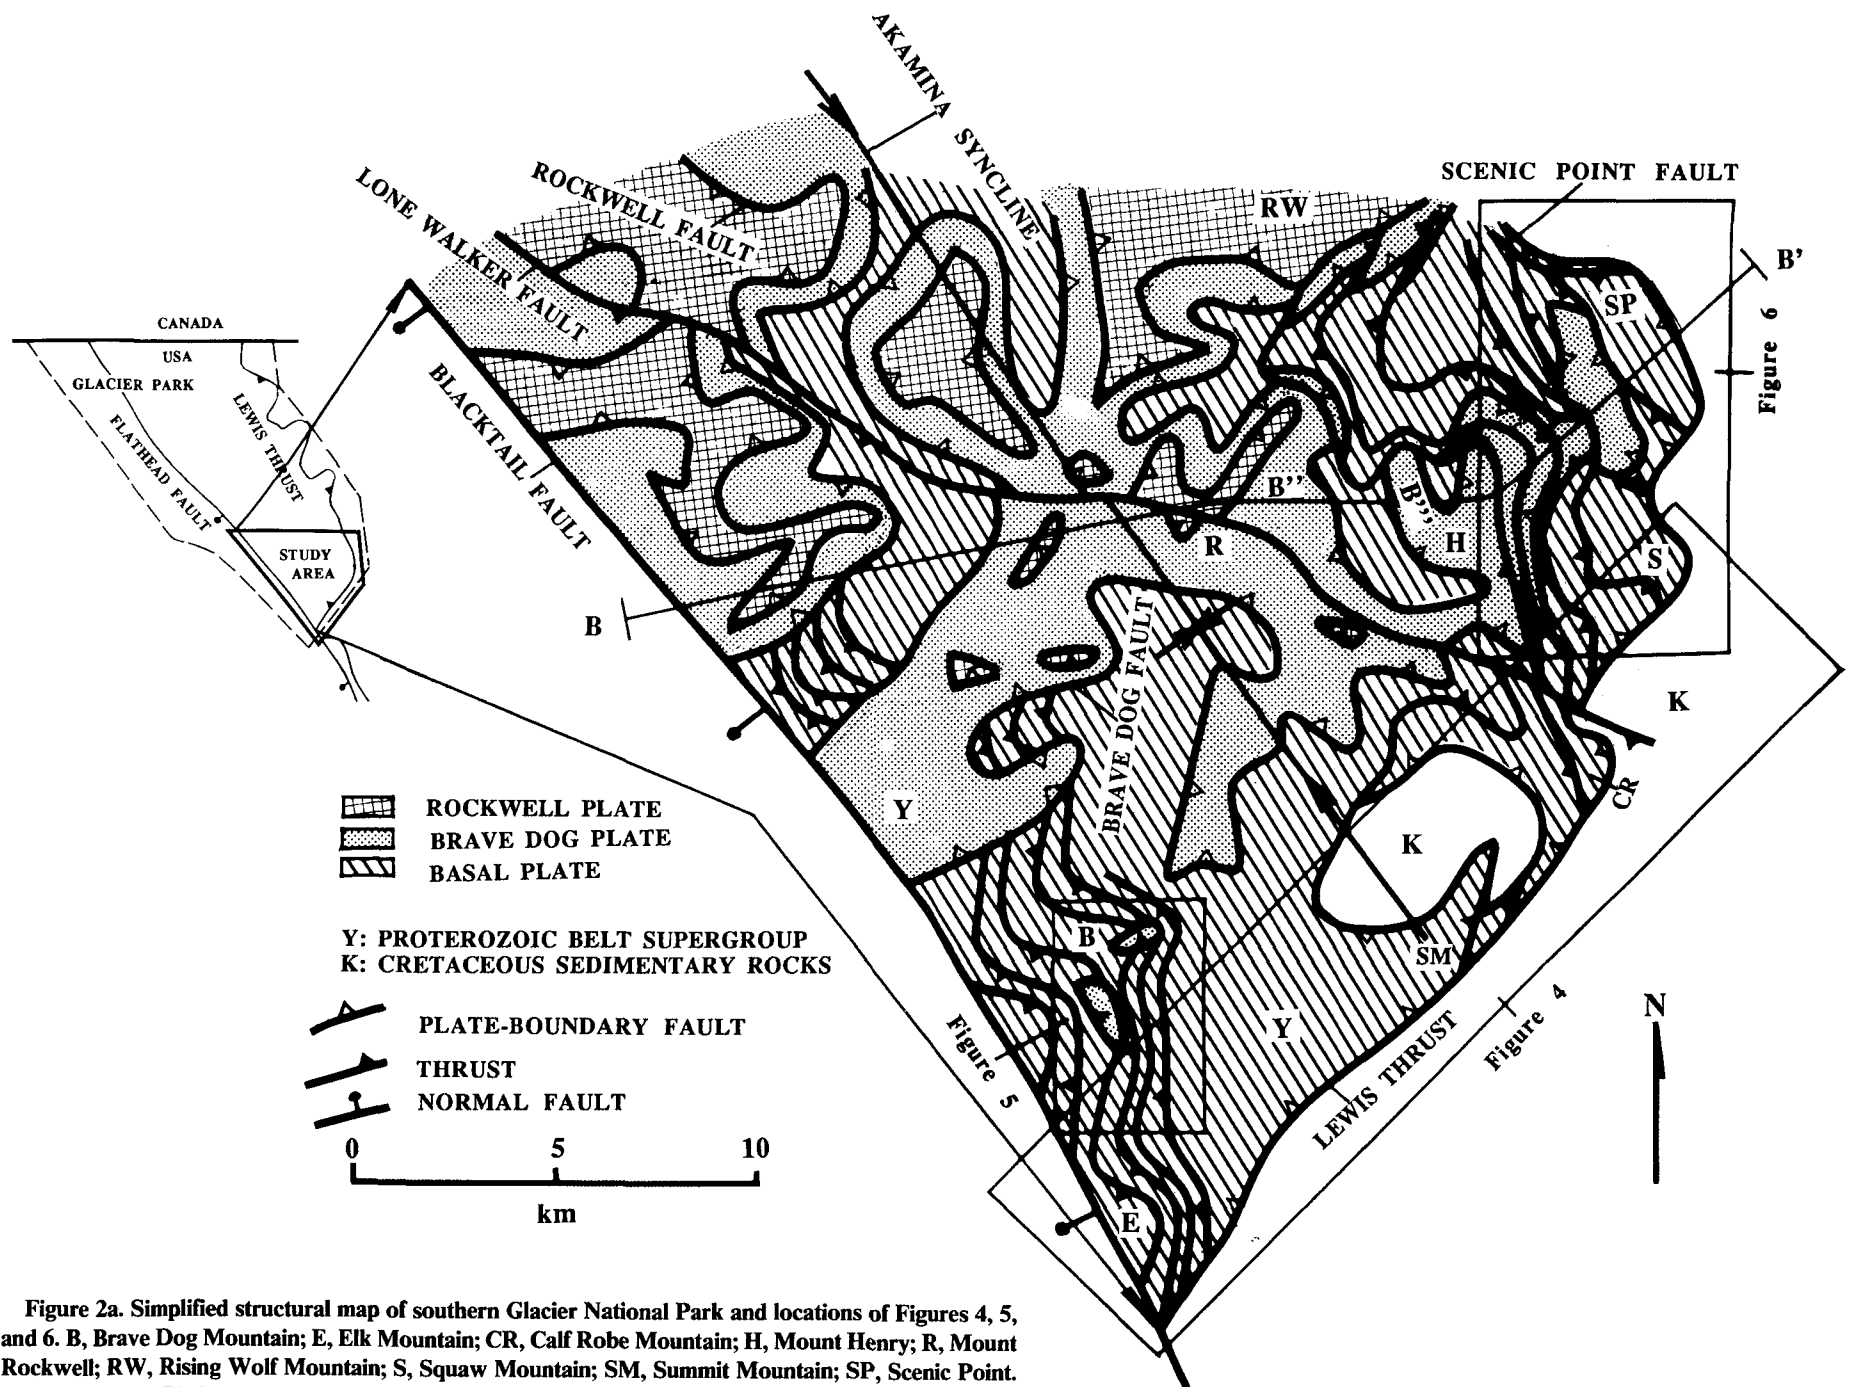 AKAMINA SYNCLINE
SCENIC POINT FAULT
ROCKWELL FAULT
LONE WALKER FAULT
RW
B'
SP
Figure 6
CANADA
USA
GLACIER PARK
LEWIS THRUST
FLATHEAD FAULT
STUDY AREA
BLACKTAIL FAULT
B''
B'''
H
R
S
B
BRAVE DOG FAULT
K
CR
Y
K
ROCKWELL PLATE
BRAVE DOG PLATE
BASAL PLATE
Y: PROTEROZOIC BELT SUPERGROUP
K: CRETACEOUS SEDIMENTARY ROCKS
B
SM
PLATE-BOUNDARY FAULT
THRUST
NORMAL FAULT
Y
Figure 5
Figure 4
LEWIS THRUST
N
0 5 10
km
E
Figure 2a. Simplified structural map of southern Glacier National Park and locations of Figures 4, 5,
and 6. B, Brave Dog Mountain; E, Elk Mountain; CR, Calf Robe Mountain; H, Mount Henry; R, Mount
Rockwell; RW, Rising Wolf Mountain; S, Squaw Mountain; SM, Summit Mountain; SP, Scenic Point.